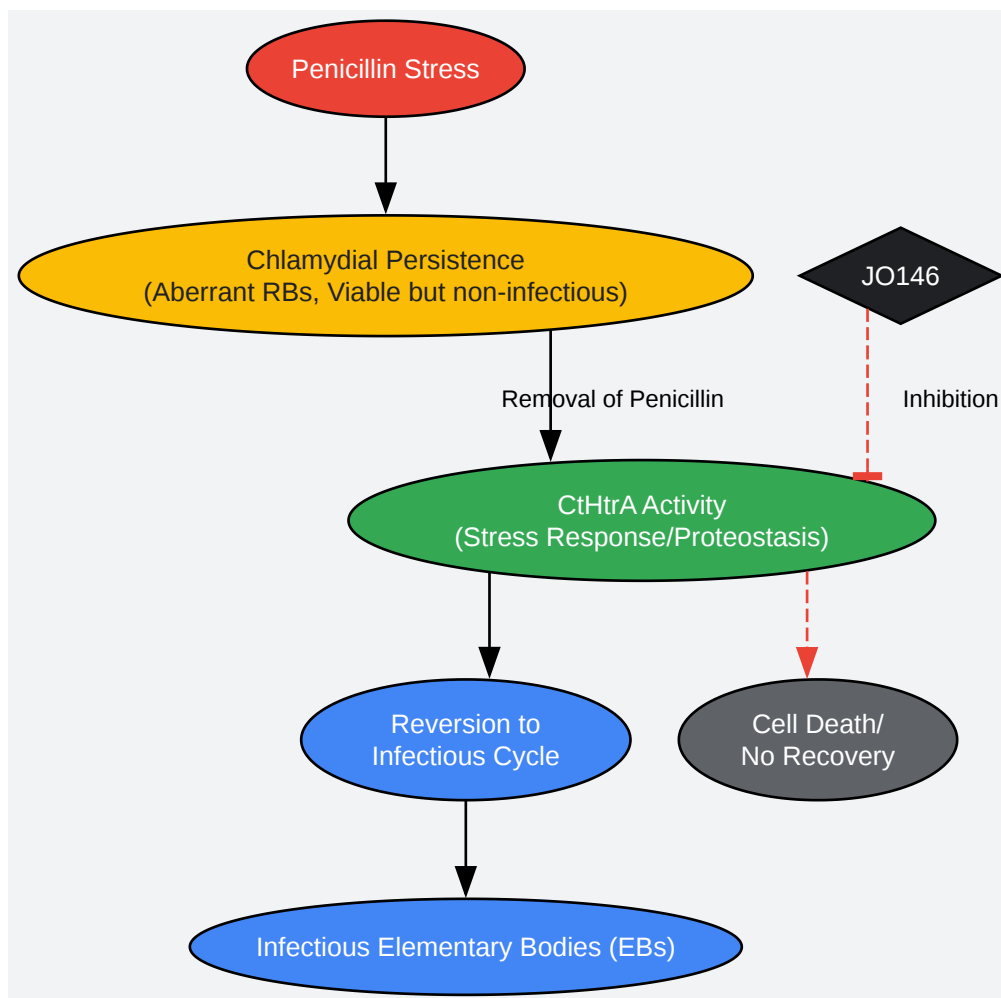 Penicillin Stress
Chlamydial Persistence
(Aberrant RBs, Viable but non-infectious)
JO146
Removal of Penicillin
Inhibition
CtHtrA Activity
(Stress Response/Proteostasis)
Reversion to
Infectious Cycle
Cell Death/
No Recovery
Infectious Elementary Bodies (EBs)